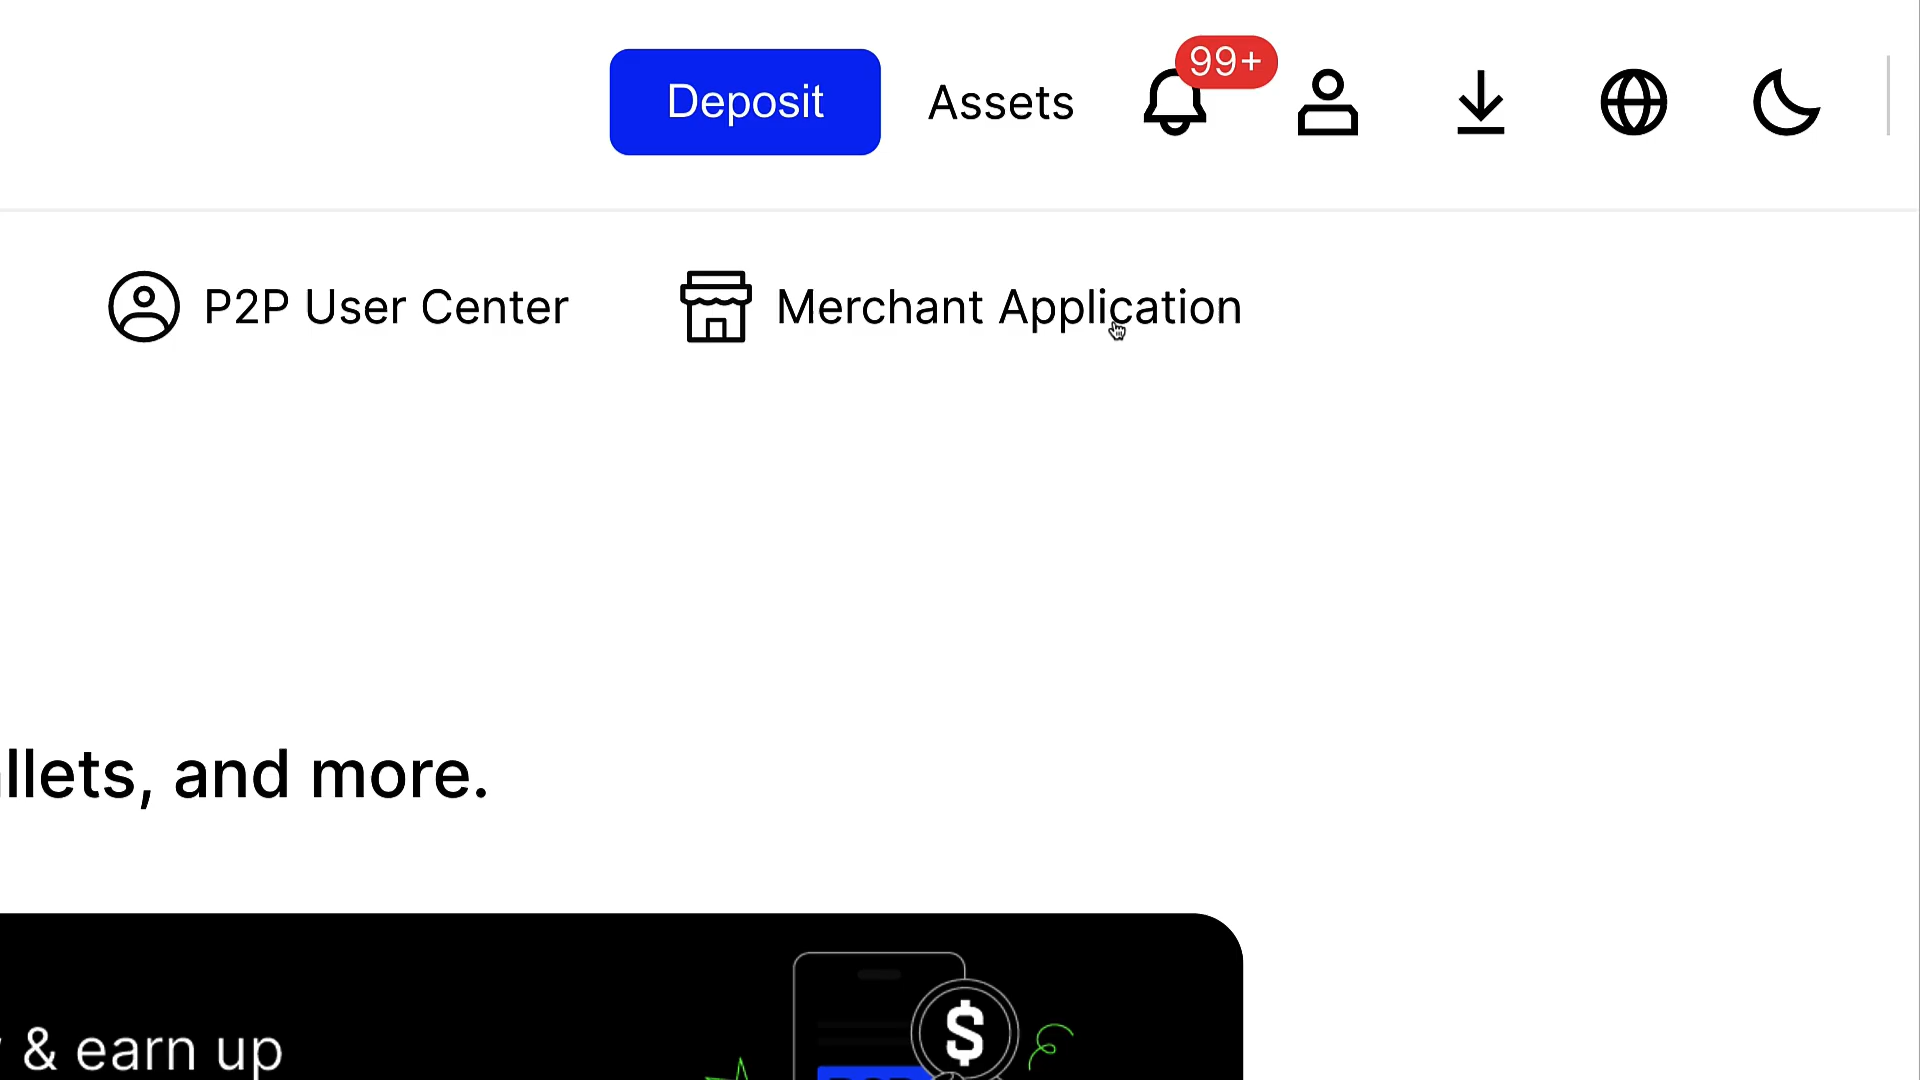 Deposit Assets 99+
P2P User Center Merchant Application
llets, and more.
& earn up
$